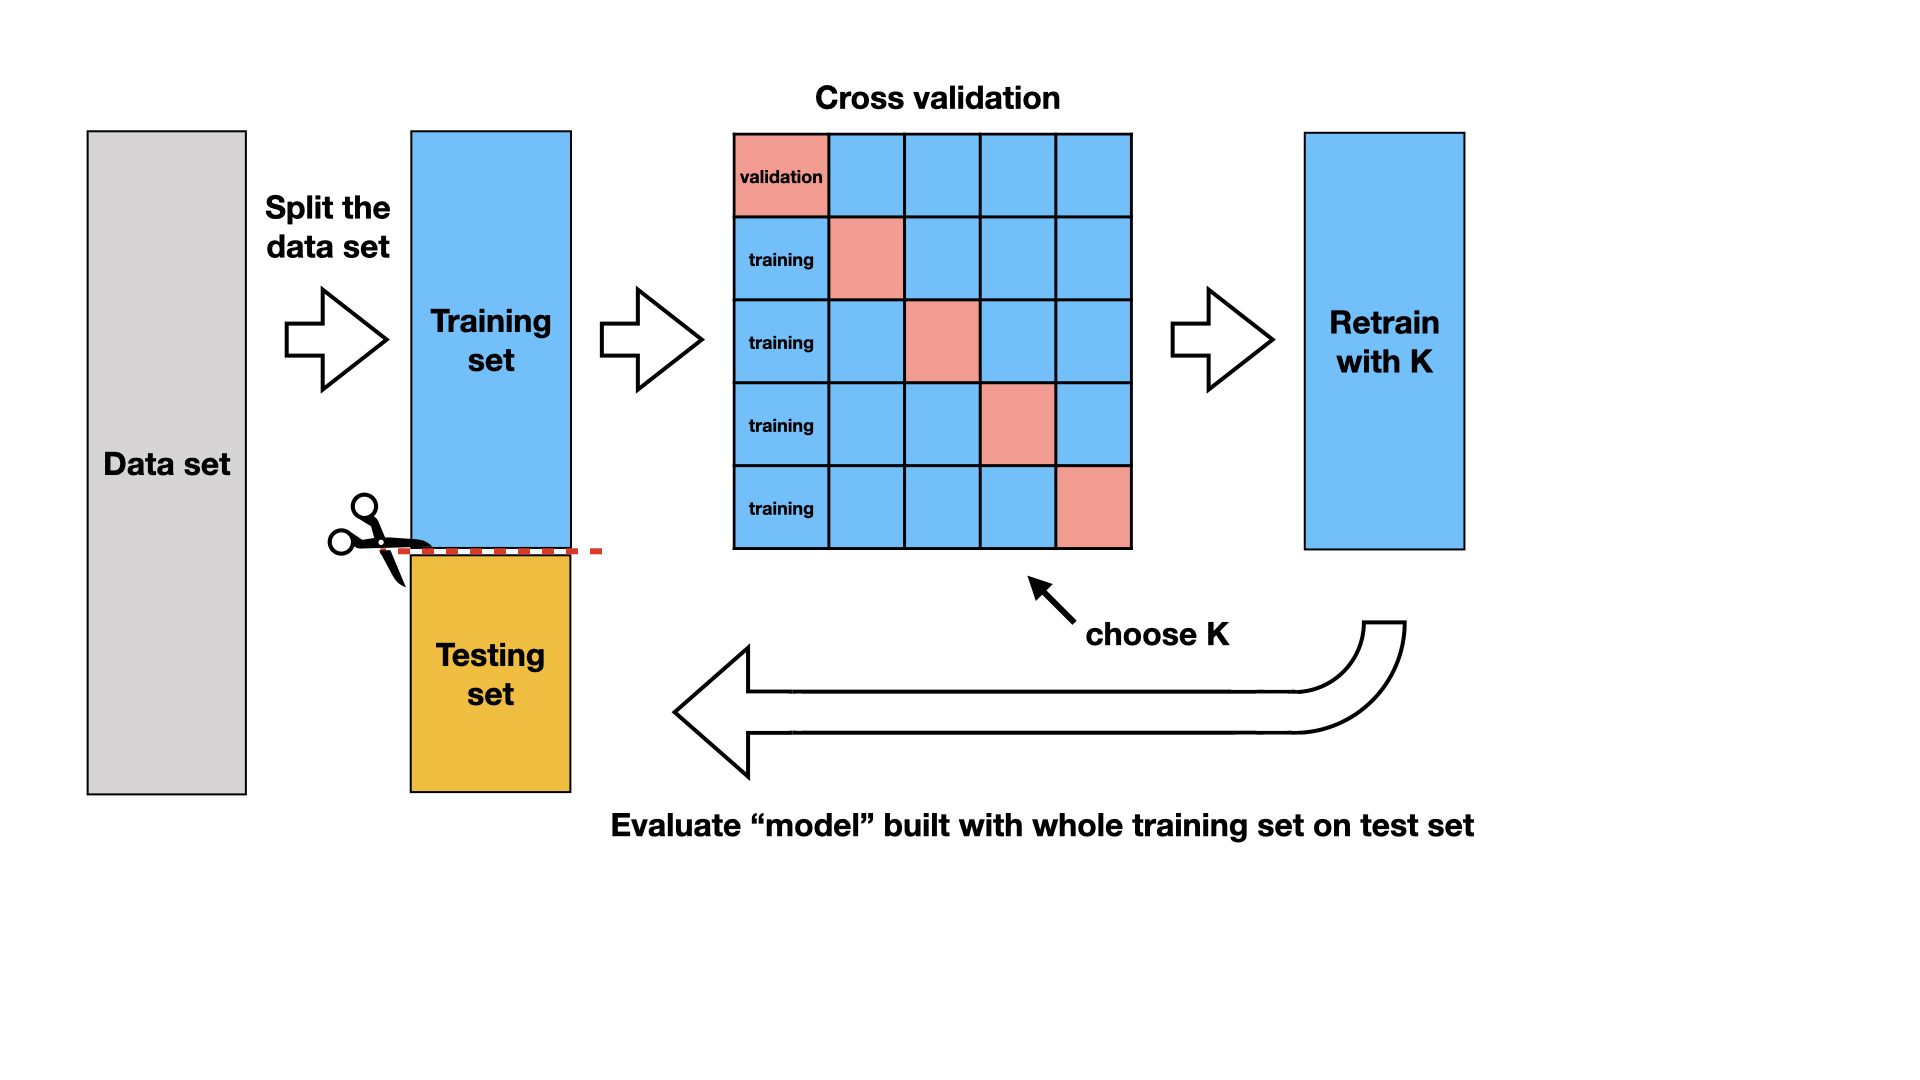 Cross validation
Data set
Split the
data set
Training
set
Testing
set
validation
training
training
training
training
choose K
Retrain
with K
Evaluate “model” built with whole training set on test set